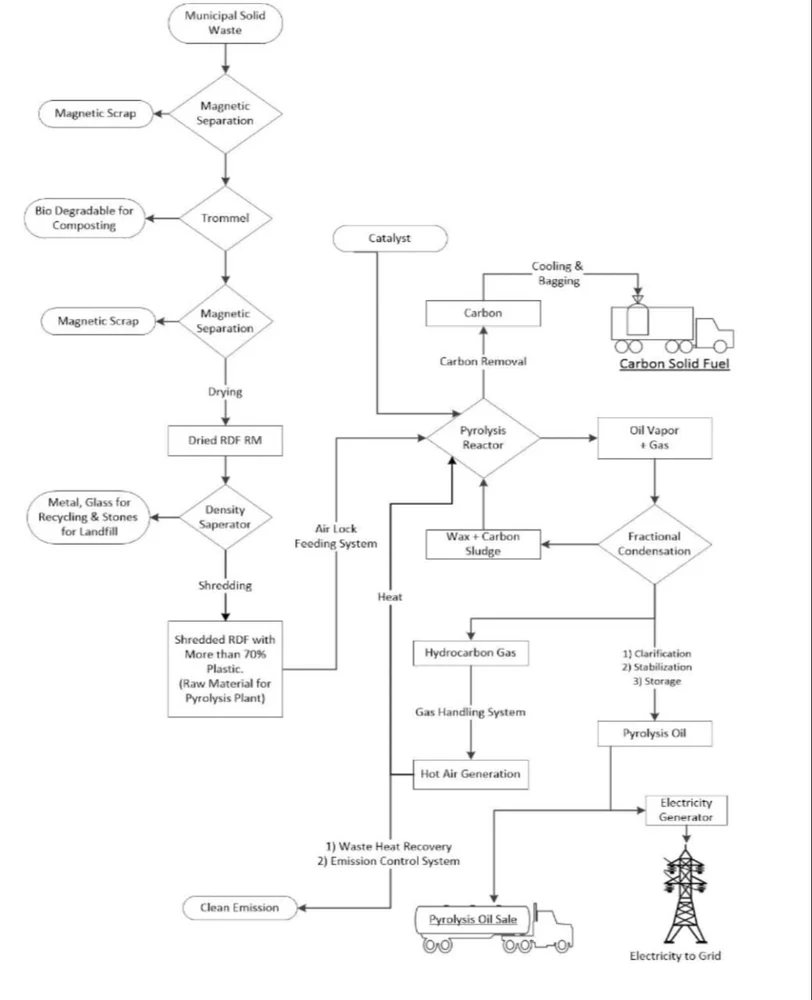 Municipal Solid
Waste
Magnetic
Separation
Magnetic Scrap
Trommel
Bio Degradable for
Composting
Magnetic
Separation
Magnetic Scrap
Drying
Dried RDF RM
Density
Saperator
Metal, Glass for
Recycling & Stones
for Landfill
Shredding
Shredded RDF with
More than 70%
Plastic.
(Raw Material for
Pyrolysis Plant)
Air Lock
Feeding System
Catalyst
Pyrolysis
Reactor
Carbon Removal
Carbon
Cooling &
Bagging
Carbon Solid Fuel
Oil Vapor
+ Gas
Fractional
Condensation
Wax + Carbon
Sludge
Heat
Hydrocarbon Gas
Gas Handling System
Hot Air Generation
1) Clarification
2) Stabilization
3) Storage
Pyrolysis Oil
Electricity
Generator
Electricity to Grid
Pyrolysis Oil Sale
1) Waste Heat Recovery
2) Emission Control System
Clean Emission